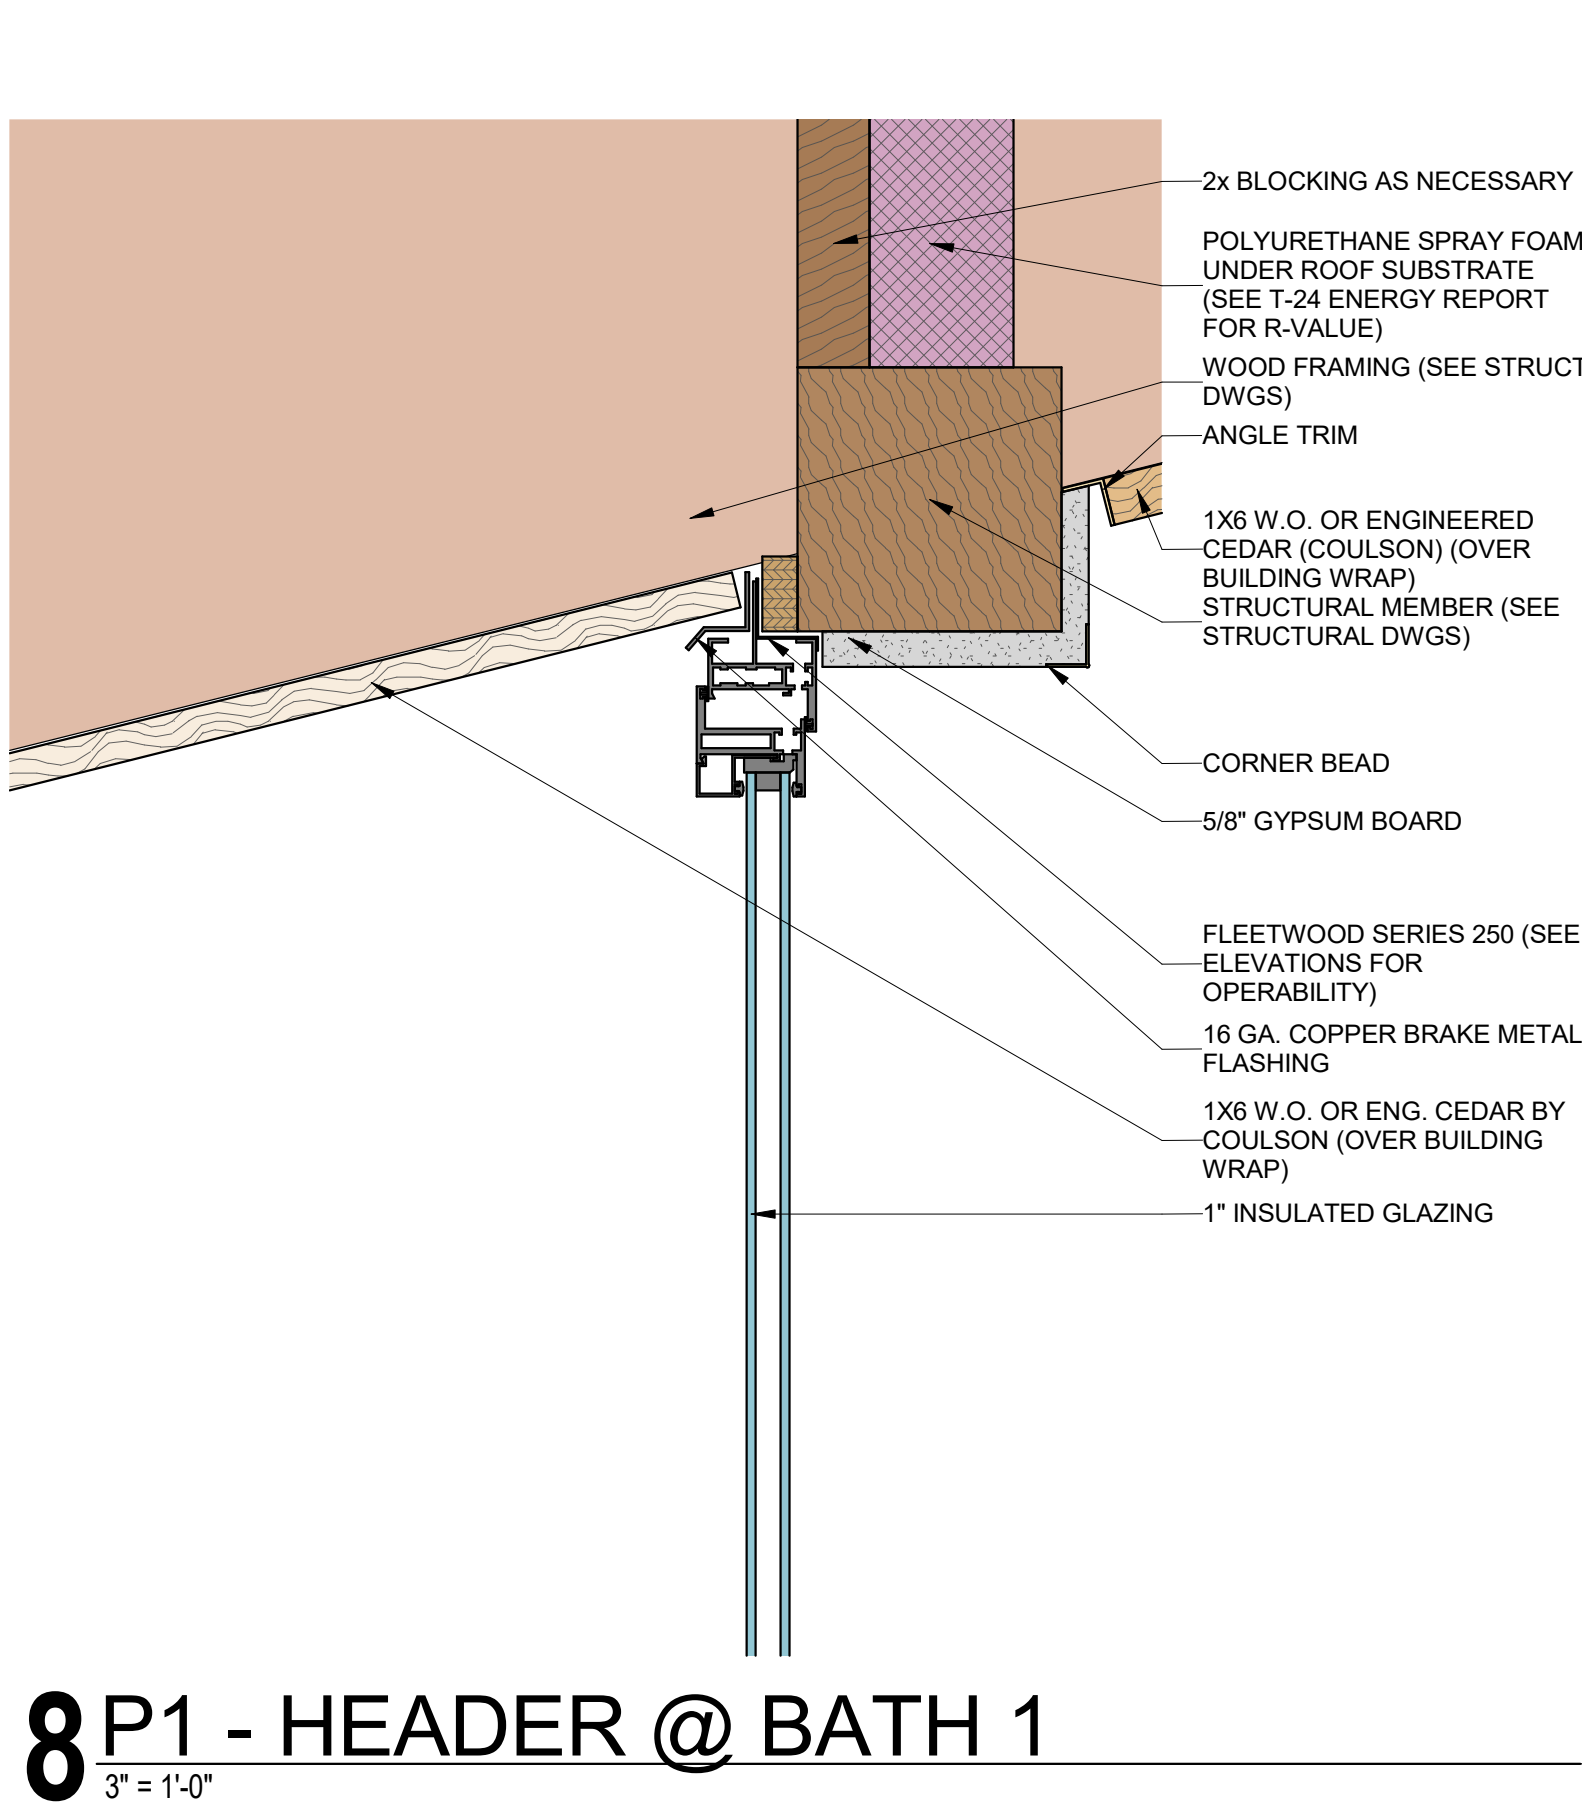 2x BLOCKING AS NECESSARY
POLYURETHANE SPRAY FOAM
UNDER ROOF SUBSTRATE
(SEE T-24 ENERGY REPORT
FOR R-VALUE)
WOOD FRAMING (SEE STRUCT
DWGS)
ANGLE TRIM
1X6 W.O. OR ENGINEERED
CEDAR (COULSON) (OVER
BUILDING WRAP)
STRUCTURAL MEMBER (SEE
STRUCTURAL DWGS)
CORNER BEAD
5/8" GYPSUM BOARD
FLEETWOOD SERIES 250 (SEE
ELEVATIONS FOR
OPERABILITY)
16 GA. COPPER BRAKE METAL
FLASHING
1X6 W.O. OR ENG. CEDAR BY
COULSON (OVER BUILDING
WRAP)
1" INSULATED GLAZING
8 P1 - HEADER @ BATH 1
3" = 1'-0"